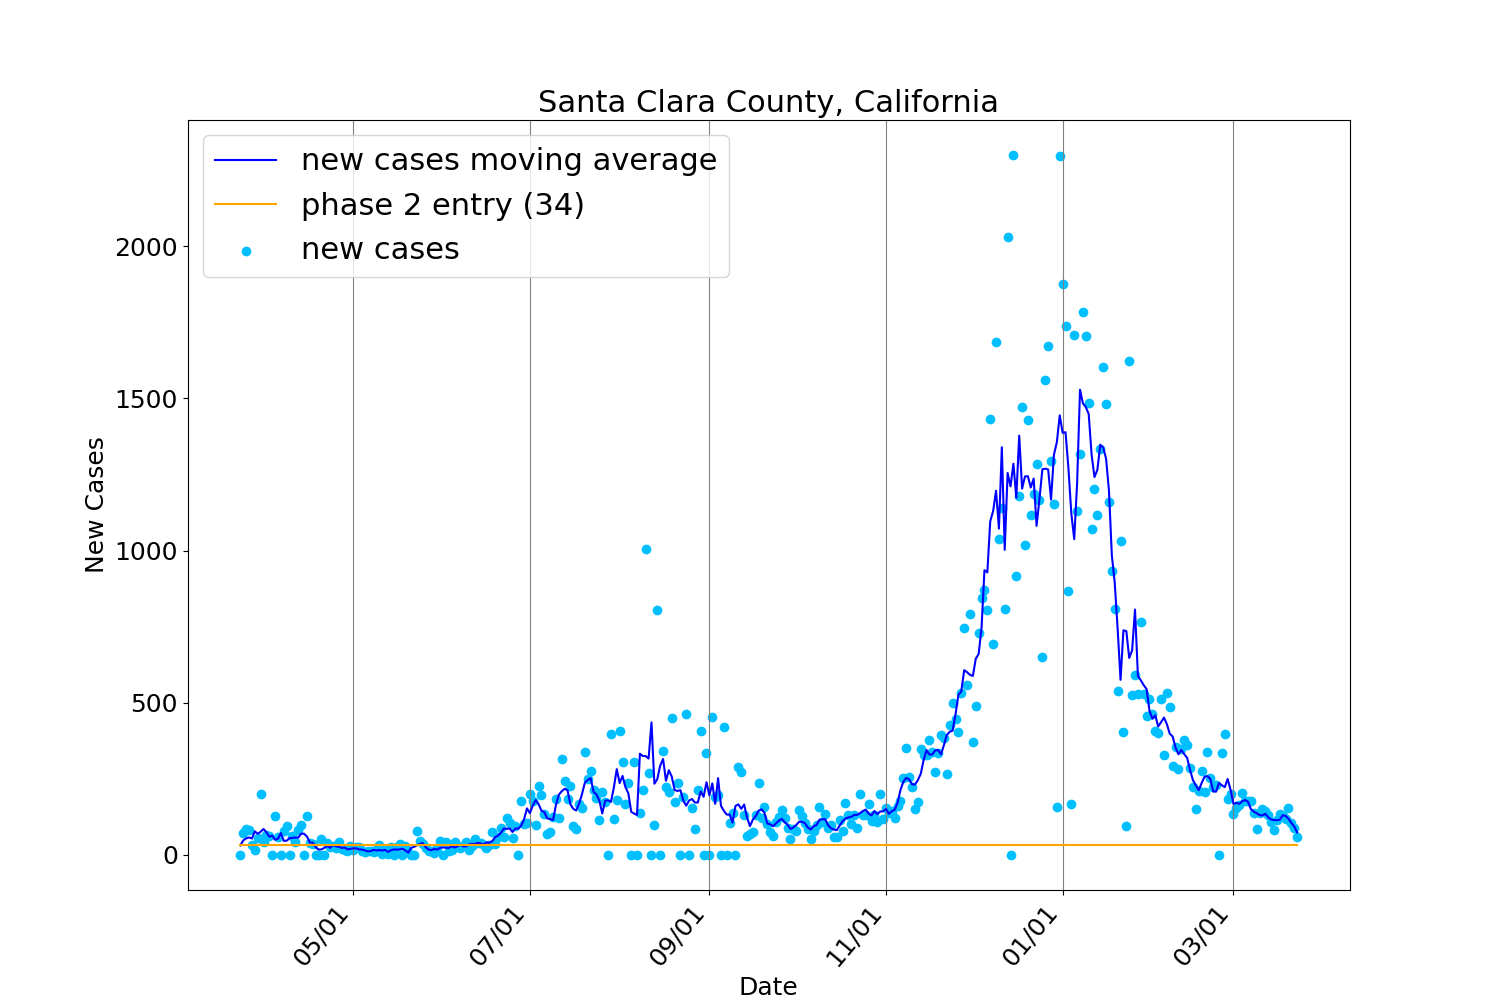 Santa Clara County, California
new cases moving average
phase 2 entry (34)
new cases
New Cases
2000
1500
1000
500
0
05/01
07/01
09/01
11/01
01/01
03/01
Date